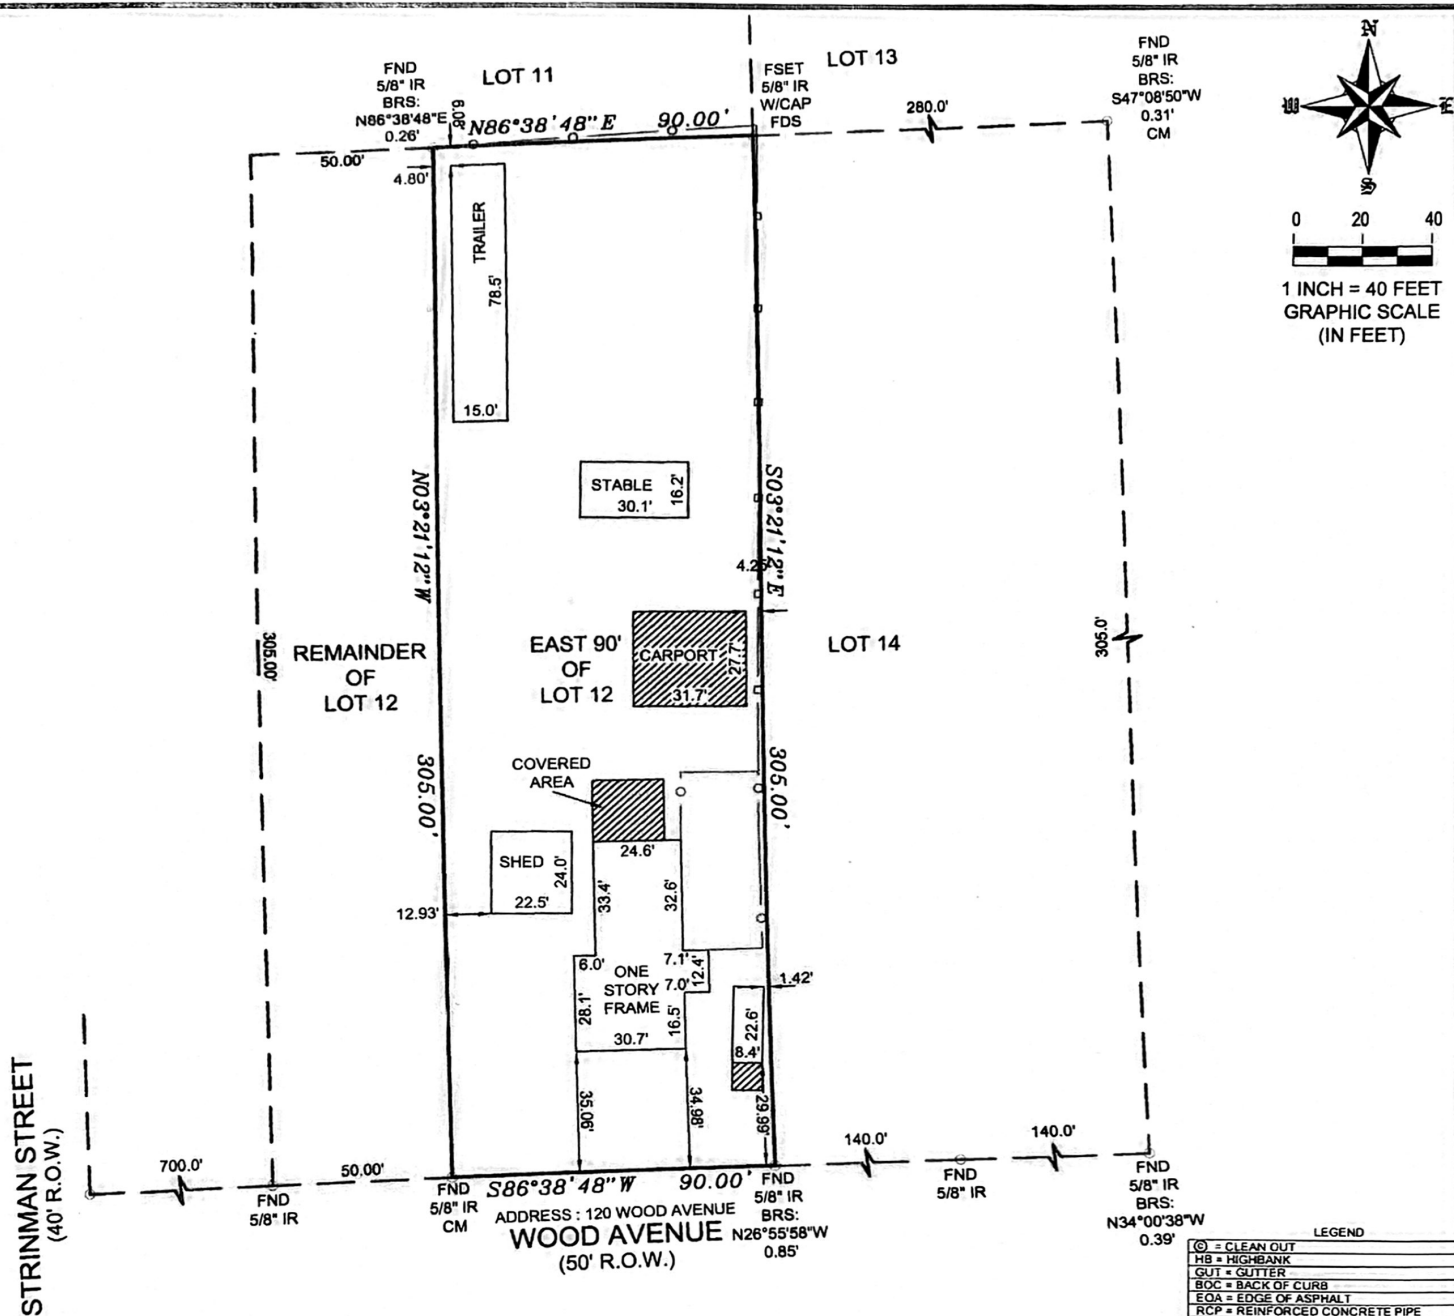 FND
5/8" IR
BRS:
N86°38'48"E
0.26'
LOT 11
6.08'
N86°38'48"E 90.00'
FSET
5/8" IR
W/CAP
FDS
LOT 13
280.0'
FND
5/8" IR
BRS:
S47°08'50"W
0.31'
CM
N
W
E
S
0 20 40
1 INCH = 40 FEET
GRAPHIC SCALE
(IN FEET)
50.00'
4.80'
TRAILER
78.5'
15.0'
STABLE
30.1'
16.2'
N03°21'12"W
S03°21'12"E
4.25'
305.00'
REMAINDER
OF
LOT 12
EAST 90'
OF
LOT 12
CARPORT
27.7'
31.7'
LOT 14
305.0'
305.00'
305.00'
COVERED
AREA
SHED
24.0'
22.5'
12.93'
24.6'
33.4'
32.6'
6.0'
7.1'
12.4'
7.0'
ONE
STORY
FRAME
28.1'
16.5'
30.7'
1.42'
22.6'
8.4'
35.06'
34.98'
29.99'
STRINMAN STREET
(40' R.O.W.)
700.0'
50.00'
140.0'
140.0'
FND
5/8" IR
FND
5/8" IR
CM
S86°38'48"W 90.00'
ADDRESS : 120 WOOD AVENUE
WOOD AVENUE
(50' R.O.W.)
FND
5/8" IR
BRS:
N26°55'58"W
0.85'
FND
5/8" IR
FND
5/8" IR
BRS:
N34°00'38"W
0.39'
LEGEND
© = CLEAN OUT
HB = HIGHBANK
GUT = GUTTER
BOC = BACK OF CURB
EOA = EDGE OF ASPHALT
RCP = REINFORCED CONCRETE PIPE